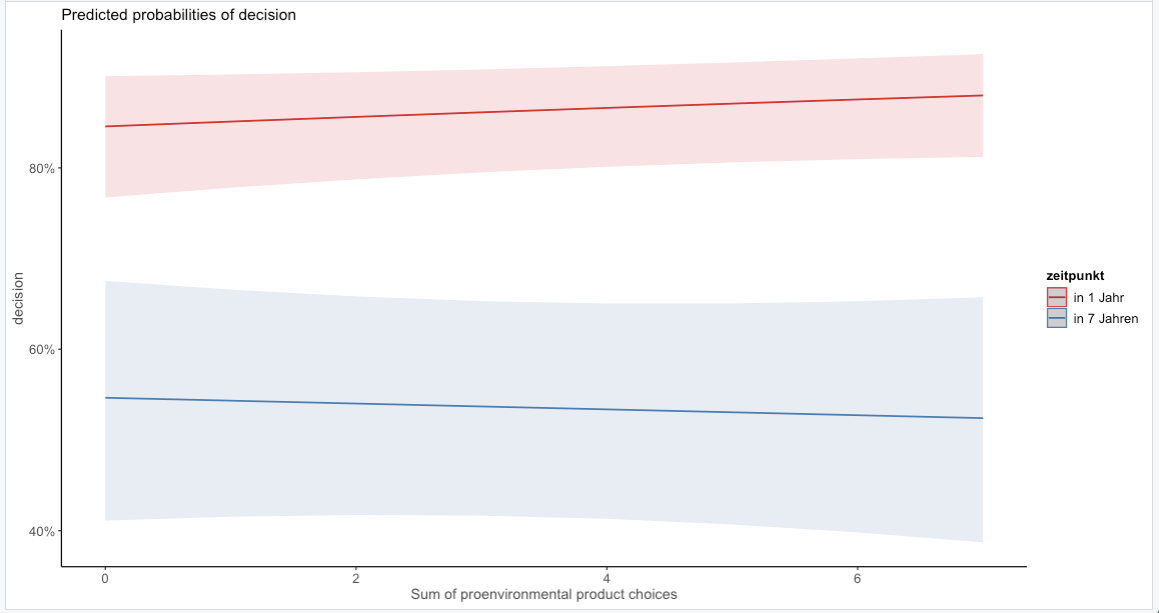 Predicted probabilities of decision
80%
60%
40%
decision
0 2 4 6
Sum of proenvironmental product choices
zeitpunkt
in 1 Jahr
in 7 Jahren